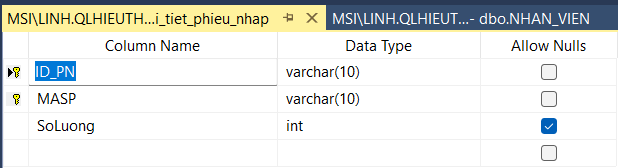 MSI\LINH.QLHIEUTH...i_tiet_phieu_nhap MSI\LINH.QLHIEUT...- dbo.NHAN_VIEN
Column Name Data Type Allow Nulls
ID_PN varchar(10)
MASP varchar(10)
SoLuong int